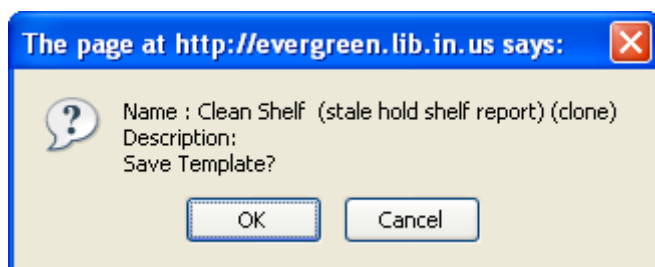 The page at http://evergreen.lib.in.us says:
Name : Clean Shelf  (stale hold shelf report) (clone)
Description:
Save Template?
OK
Cancel